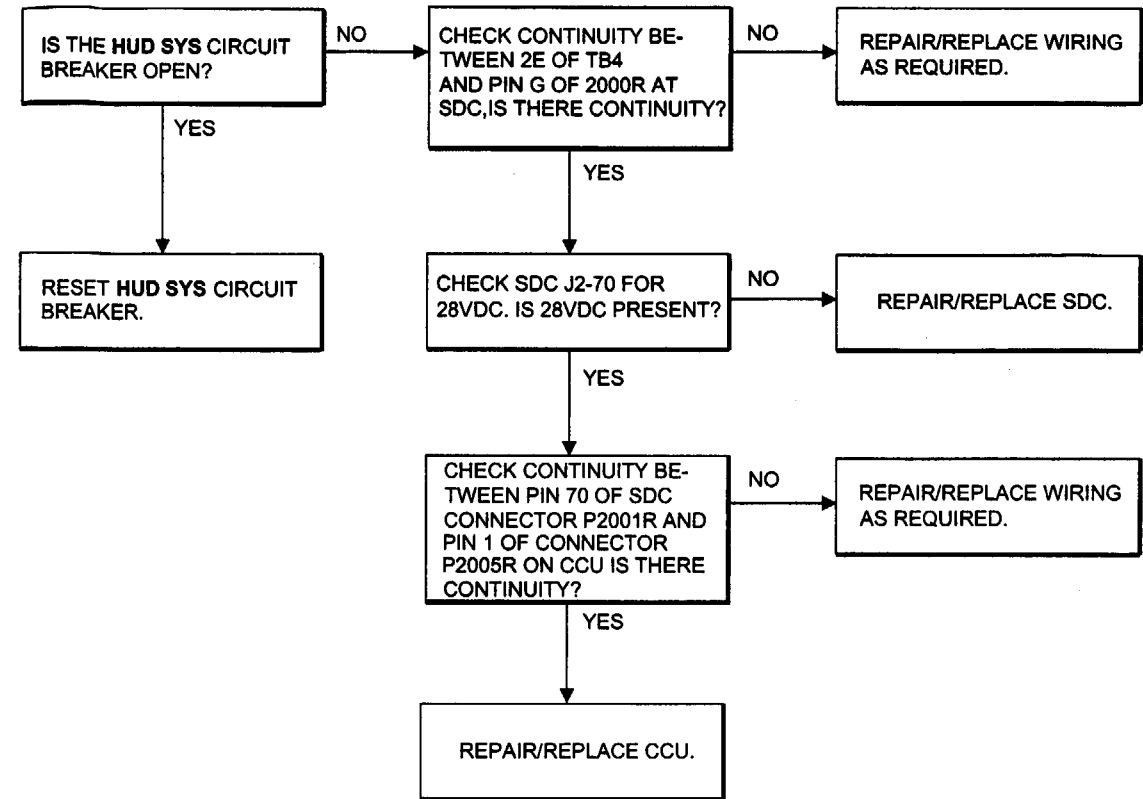 IS THE HUD SYS CIRCUIT
BREAKER OPEN?
NO
CHECK CONTINUITY BE-
TWEEN 2E OF TB4
AND PIN G OF 2000R AT
SDC,IS THERE CONTINUITY?
NO
REPAIR/REPLACE WIRING
AS REQUIRED.
YES
YES
RESET HUD SYS CIRCUIT
BREAKER.
CHECK SDC J2-70 FOR
28VDC. IS 28VDC PRESENT?
NO
REPAIR/REPLACE SDC.
YES
CHECK CONTINUITY BE-
TWEEN PIN 70 OF SDC
CONNECTOR P2001R AND
PIN 1 OF CONNECTOR
P2005R ON CCU IS THERE
CONTINUITY?
NO
REPAIR/REPLACE WIRING
AS REQUIRED.
YES
REPAIR/REPLACE CCU.